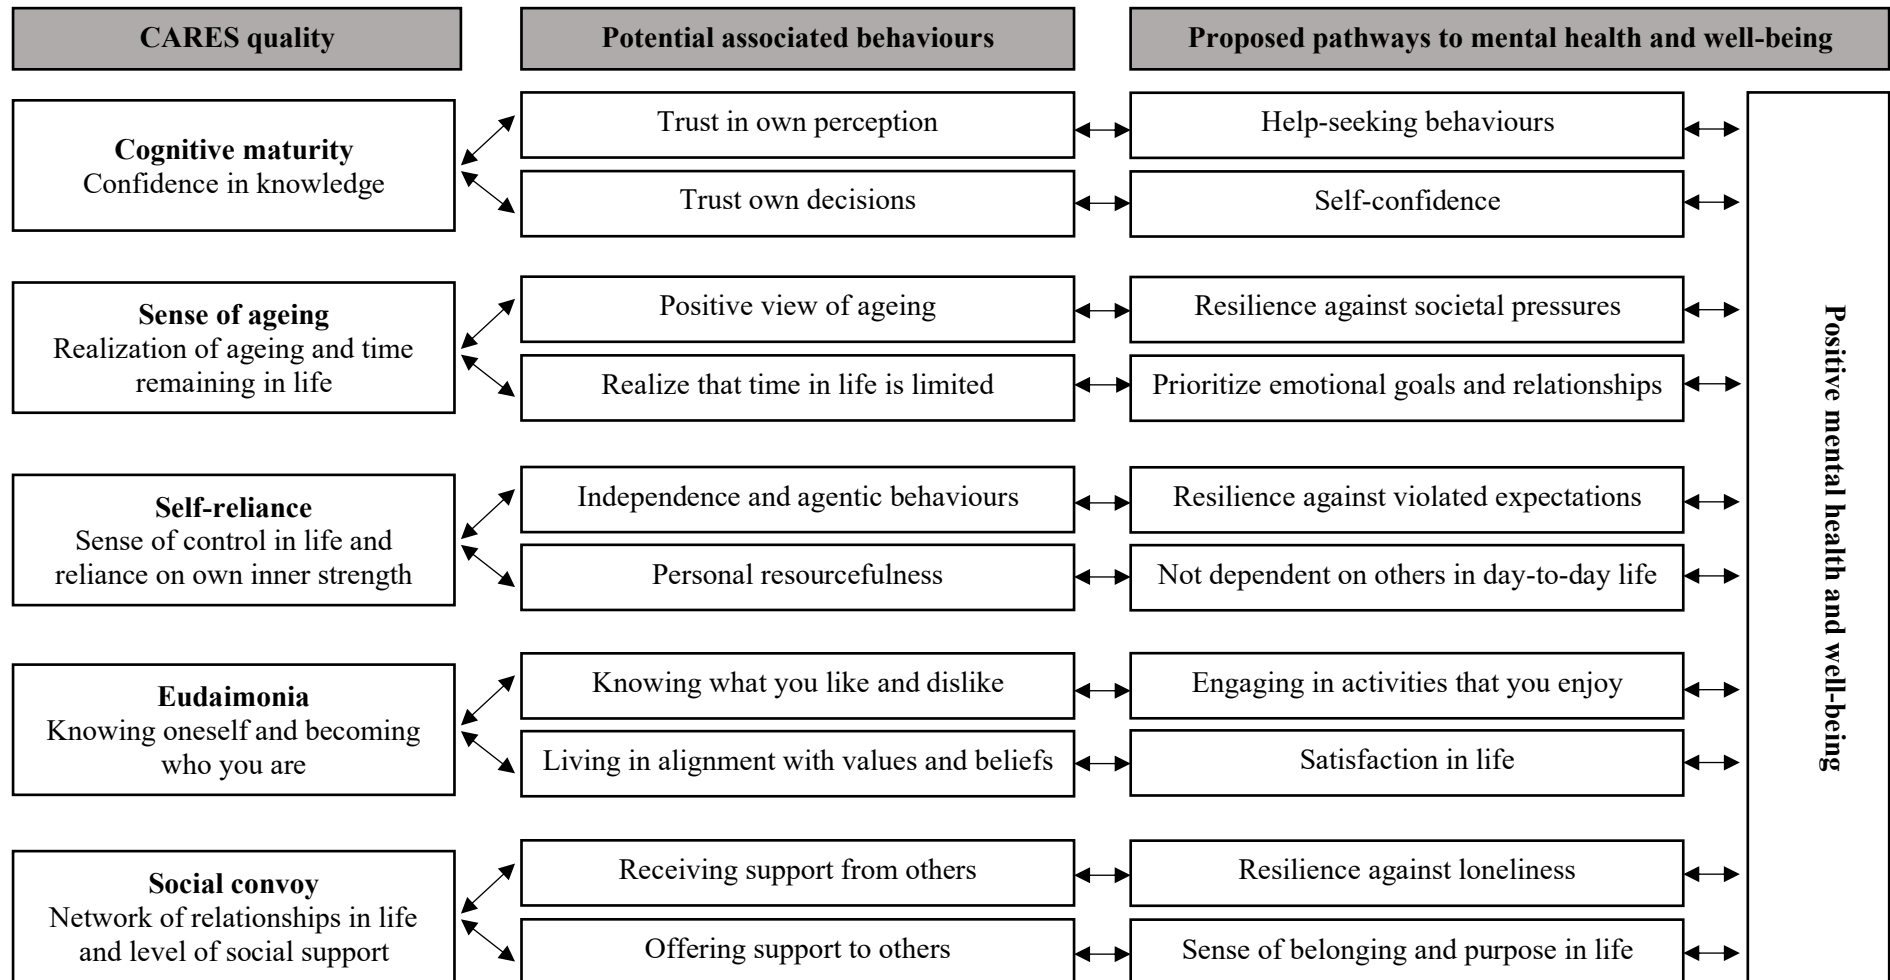 CARES quality
Potential associated behaviours
Proposed pathways to mental health and well-being
Cognitive maturity
Confidence in knowledge
Trust in own perception
Help-seeking behaviours
Trust own decisions
Self-confidence
Sense of ageing
Realization of ageing and time
remaining in life
Positive view of ageing
Resilience against societal pressures
Realize that time in life is limited
Prioritize emotional goals and relationships
Self-reliance
Sense of control in life and
reliance on own inner strength
Independence and agentic behaviours
Resilience against violated expectations
Personal resourcefulness
Not dependent on others in day-to-day life
Eudaimonia
Knowing oneself and becoming
who you are
Knowing what you like and dislike
Engaging in activities that you enjoy
Living in alignment with values and beliefs
Satisfaction in life
Social convoy
Network of relationships in life
and level of social support
Receiving support from others
Resilience against loneliness
Offering support to others
Sense of belonging and purpose in life
Positive mental health and well-being